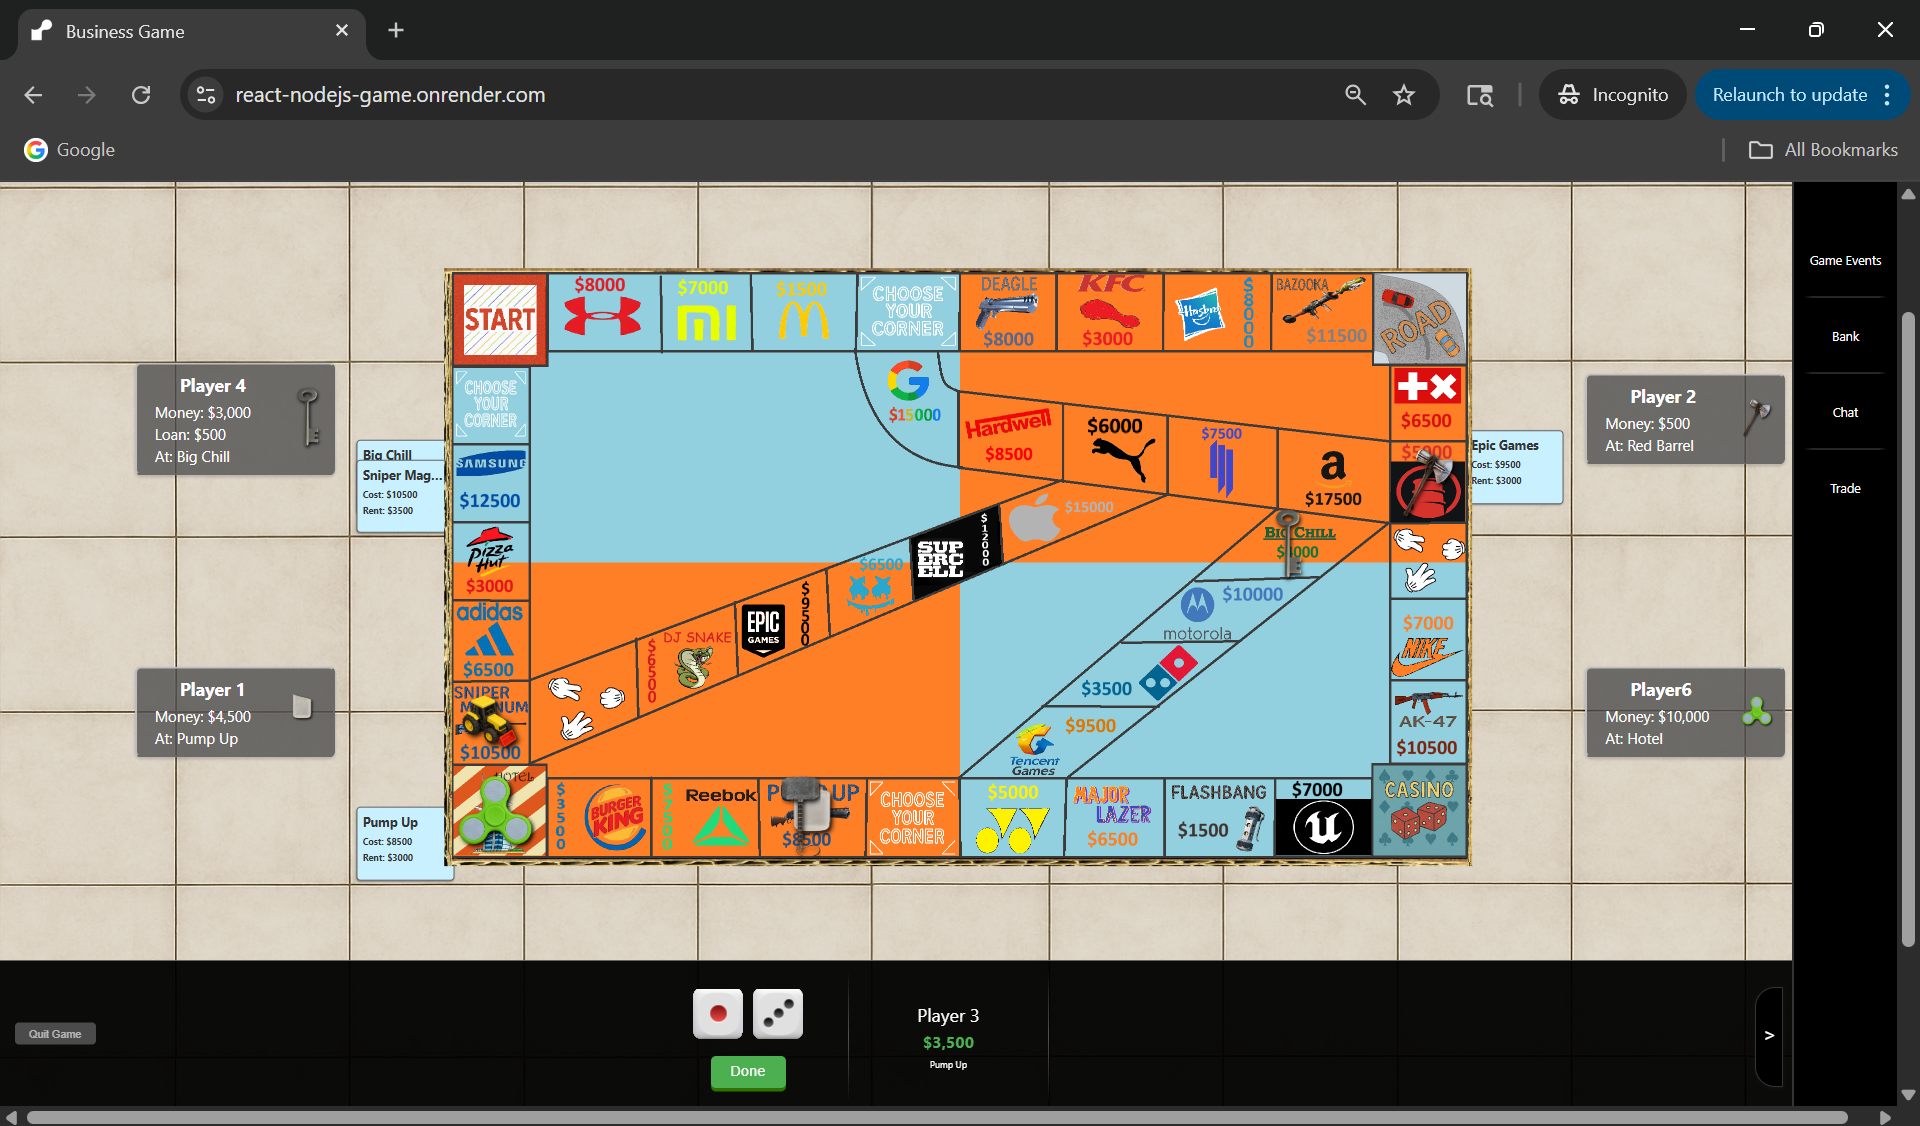 Business Game
react-nodejs-game.onrender.com
Incognito
Relaunch to update
Google
All Bookmarks
Game Events
Bank
Chat
Trade
Player 4
Money: $3,000
Loan: $500
At: Big Chill
Big Chill
Sniper Mag...
Cost: $10500
Rent: $3500
Player 1
Money: $4,500
At: Pump Up
Pump Up
Cost: $8500
Rent: $3000
Player 2
Money: $500
At: Red Barrel
Epic Games
Cost: $9500
Rent: $3000
Player6
Money: $10,000
At: Hotel
START
$8000
$7000
mi
$1500
CHOOSE
YOUR
CORNER
DEAGLE
$8000
KFC
$3000
Hasbro
$8000
BAZOOKA
$11500
ROAD
CHOOSE
YOUR
CORNER
SAMSUNG
$12500
Pizza
Hut
$3000
adidas
$6500
SNIPER
$10500
HOTEL
$15000
Hardwell
$8500
$6000
$7500
a
$17500
$6500
$5000
$15000
SUP
ERC
ELL
$12000
$6500
EPIC
GAMES
$9500
DJ SNAKE
$6500
BIG CHILL
$10000
motorola
$3500
$9500
Tencent
Games
$7000
NIKE
AK-47
$10500
$3500
BURGER
KING
$7500
Reebok
UP
$8500
CHOOSE
YOUR
CORNER
$5000
MAJOR
LAZER
$6500
FLASHBANG
$1500
$7000
CASINO
Quit Game
Done
Player 3
$3,500
Pump Up
>